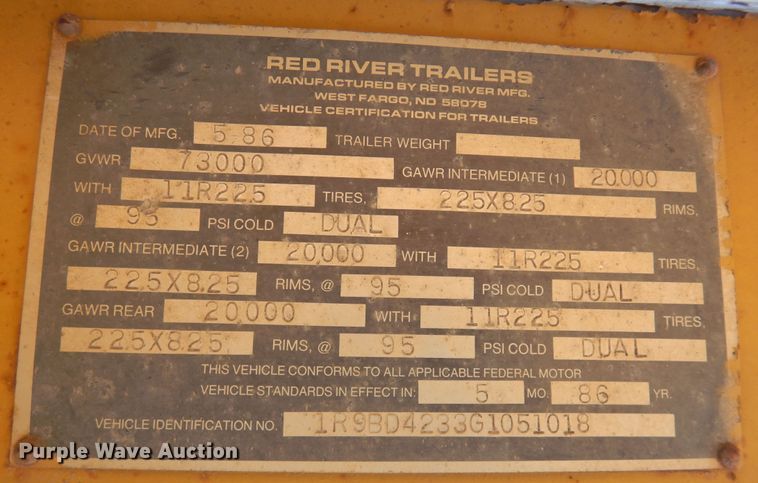 RED RIVER TRAILERS
MANUFACTURED BY RED RIVER MFG.
WEST FARGO, ND 58078
VEHICLE CERTIFICATION FOR TRAILERS
DATE OF MFG. 5-86 TRAILER WEIGHT
GVWR 73000 GAWR INTERMEDIATE (1) 20,000
WITH 11R225 TIRES, 225X8.25 RIMS,
@ 95 PSI COLD DUAL
GAWR INTERMEDIATE (2) 20,000 WITH 11R225 TIRES,
22.5X8.25 RIMS, @ 95 PSI COLD DUAL
GAWR REAR 20,000 WITH 11R225 TIRES,
22.5X8.25 RIMS, @ 95 PSI COLD DUAL
THIS VEHICLE CONFORMS TO ALL APPLICABLE FEDERAL MOTOR
VEHICLE STANDARDS IN EFFECT IN: 5 MO. 86 YR.
VEHICLE IDENTIFICATION NO. 1R9BD4233G1051018
Purple Wave Auction